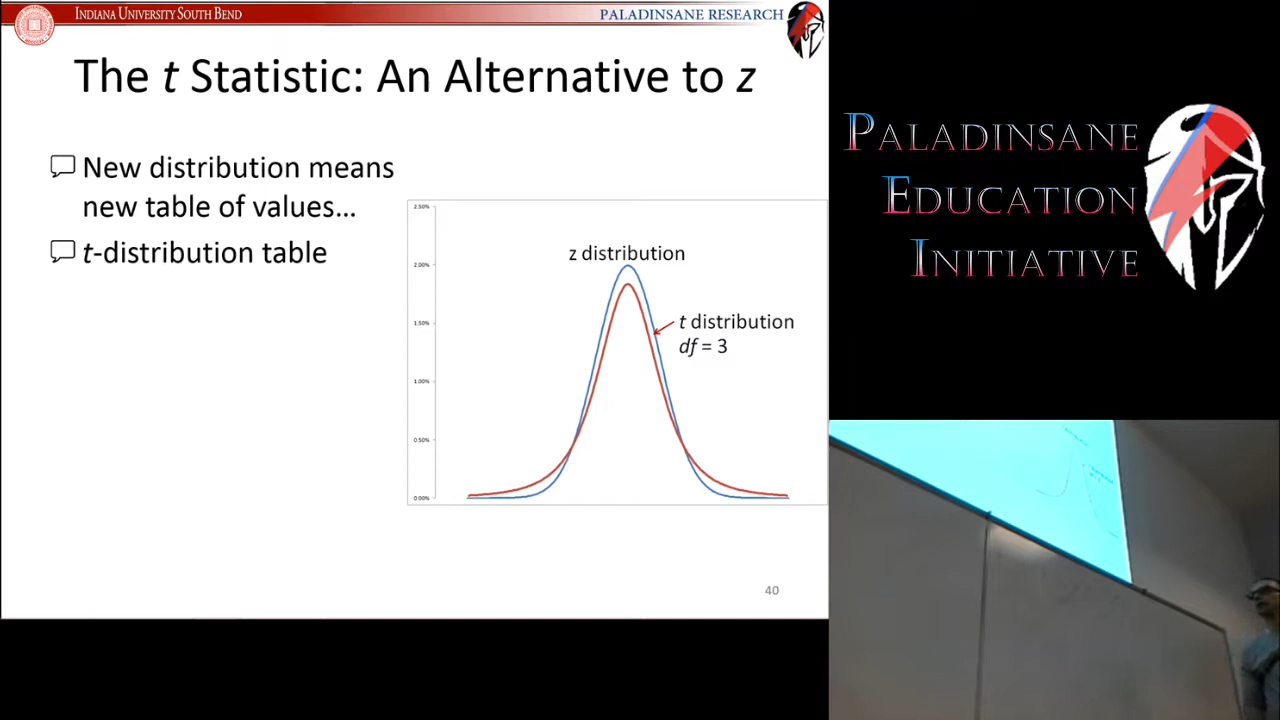 INDIANA UNIVERSITY SOUTH BEND
PALADINSANE RESEARCH
The t Statistic: An Alternative to z
New distribution means
new table of values…
t-distribution table
2.50%
2.00%
1.50%
1.00%
0.50%
0.00%
z distribution
t distribution
df = 3
40
PALADINSANE
EDUCATION
INITIATIVE